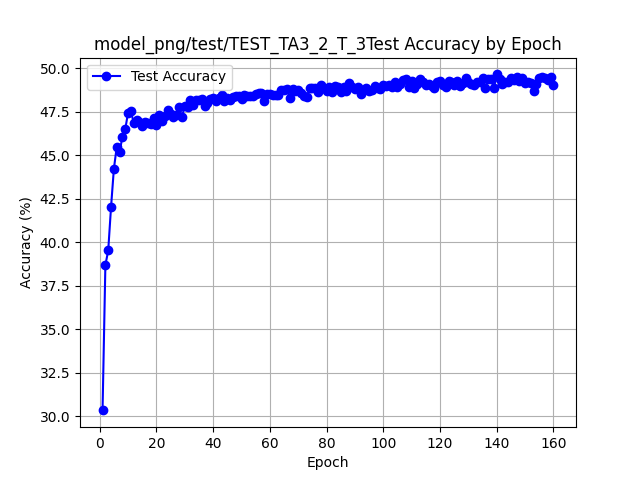 model_png/test/TEST_TA3_2_T_3Test Accuracy by Epoch
Test Accuracy
Accuracy (%)
50.0
47.5
45.0
42.5
40.0
37.5
35.0
32.5
30.0
0 20 40 60 80 100 120 140 160
Epoch